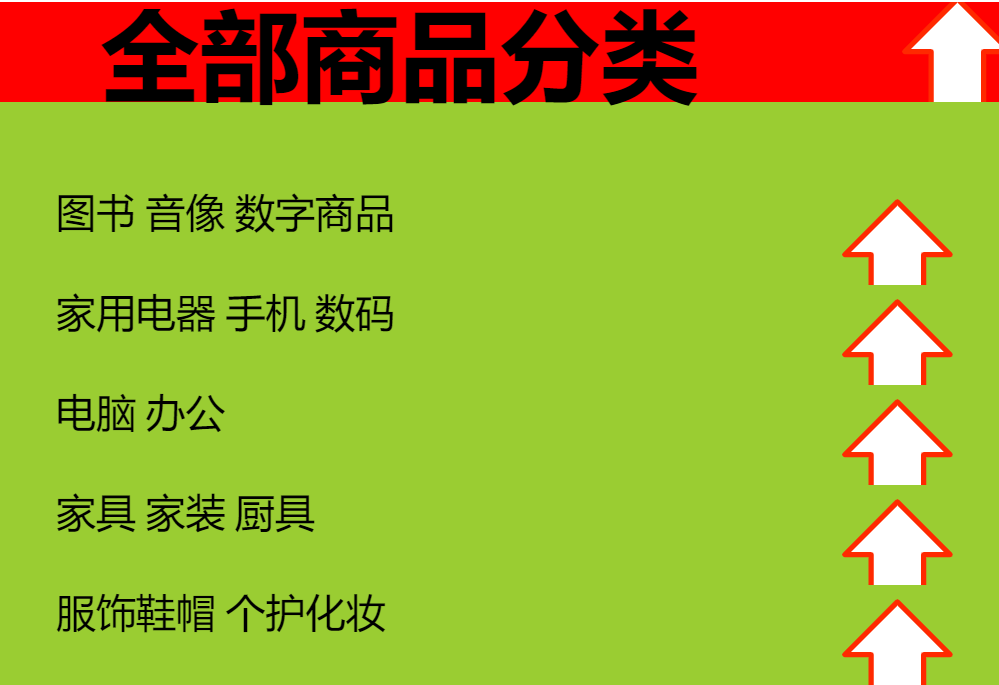 全部商品分类
图书 音像 数字商品
家用电器 手机 数码
电脑 办公
家具 家装 厨具
服饰鞋帽 个护化妆